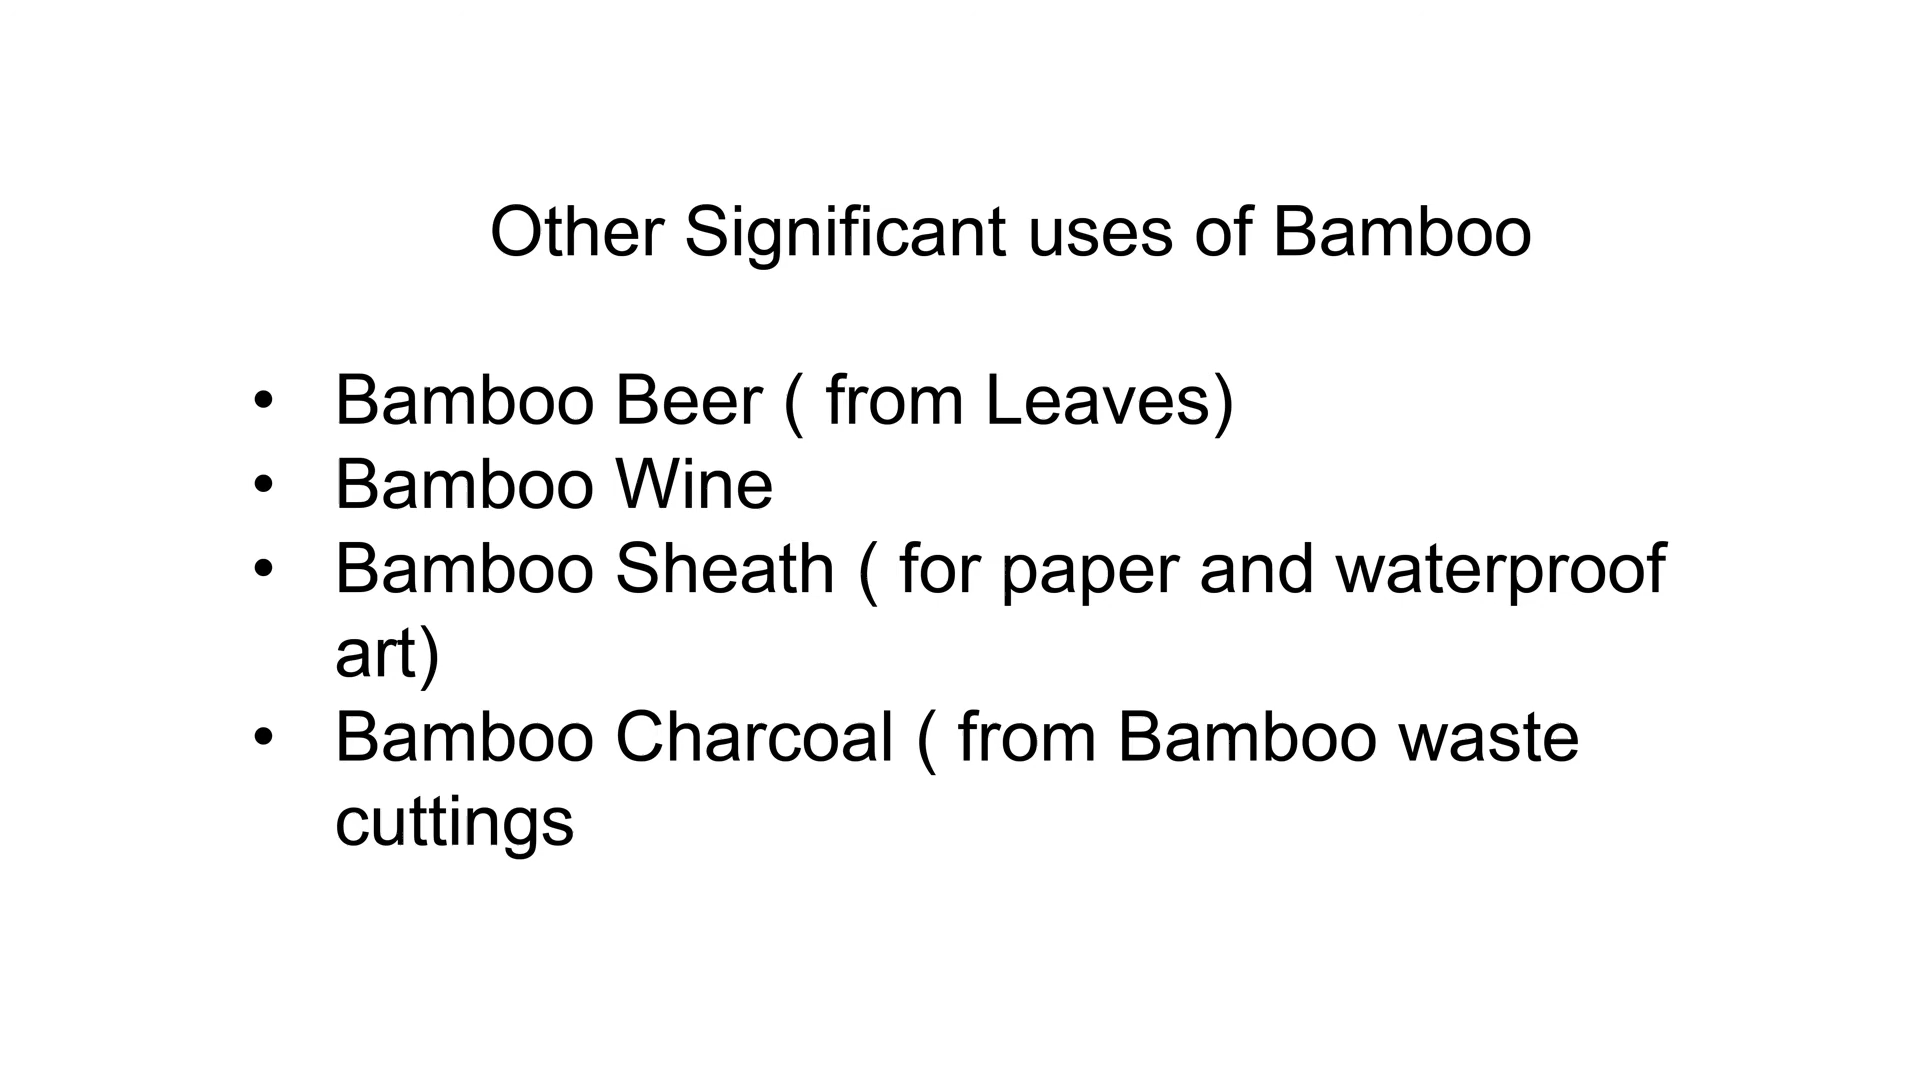 Other Significant uses of Bamboo
• Bamboo Beer ( from Leaves)
• Bamboo Wine
• Bamboo Sheath ( for paper and waterproof
art)
• Bamboo Charcoal ( from Bamboo waste
cuttings